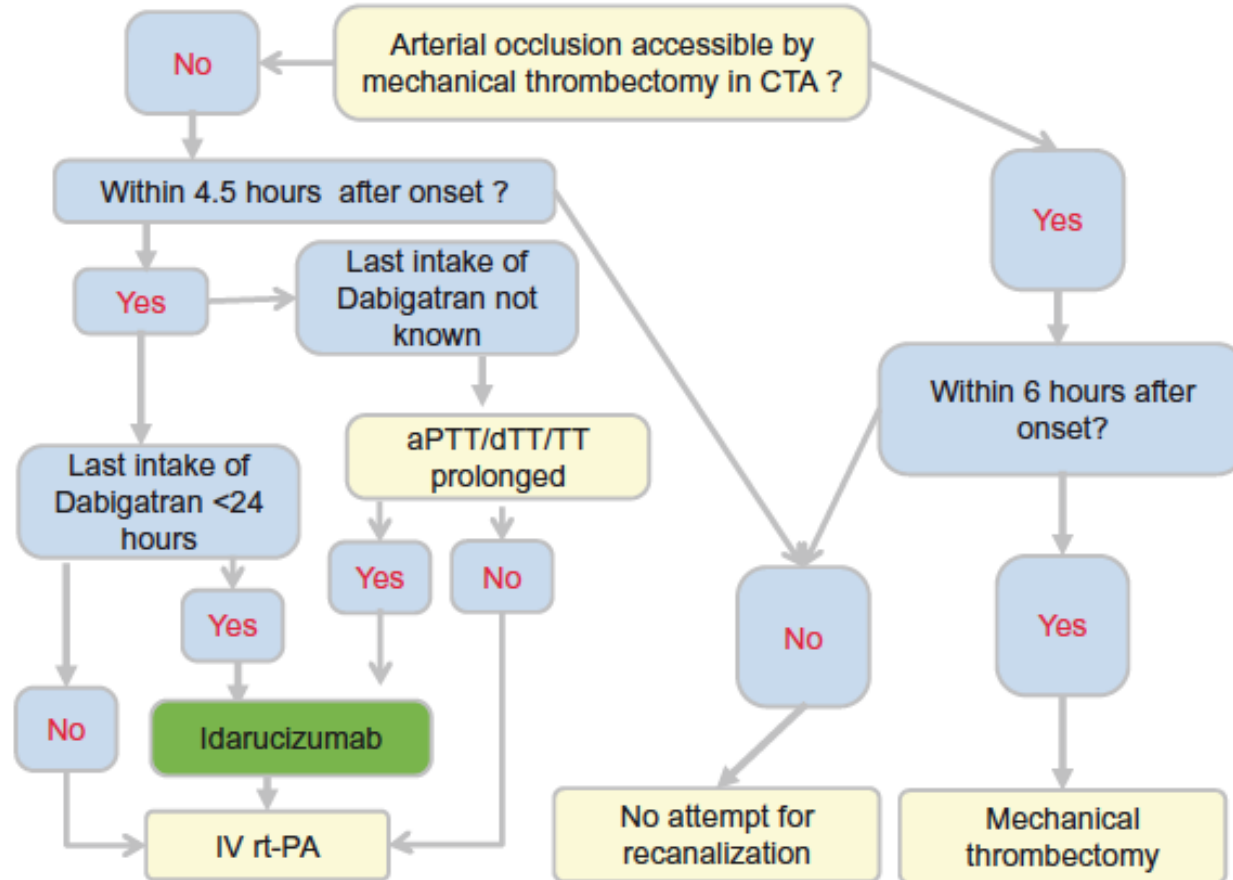 Arterial occlusion accessible by
mechanical thrombectomy in CTA ?
No
Within 4.5 hours after onset ?
Yes
Yes
Last intake of
Dabigatran not
known
Within 6 hours after
onset?
aPTT/dTT/TT
prolonged
Last intake of
Dabigatran <24
hours
Yes
No
Yes
No
Yes
No
Idarucizumab
IV rt-PA
No attempt for
recanalization
Mechanical
thrombectomy